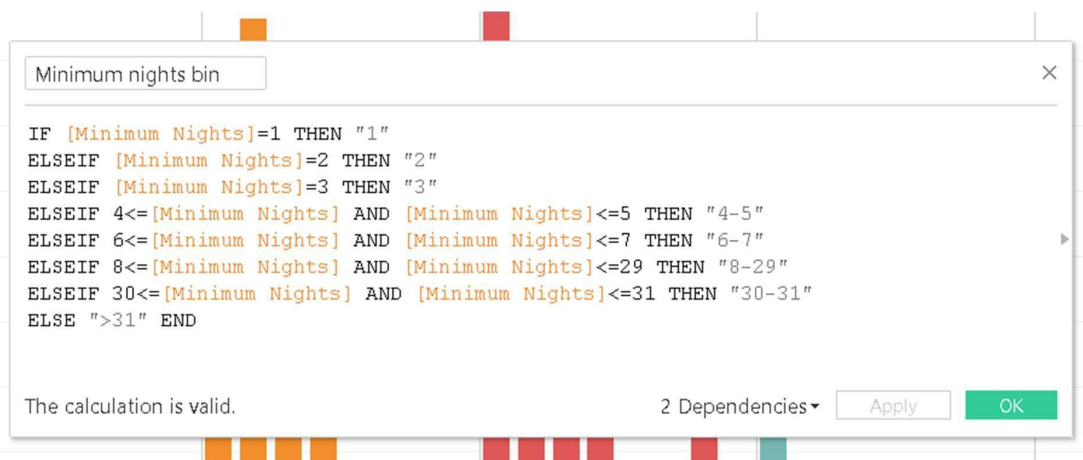 Minimum nights bin
IF [Minimum Nights]=1 THEN "1"
ELSEIF [Minimum Nights]=2 THEN "2"
ELSEIF [Minimum Nights]=3 THEN "3"
ELSEIF 4<=[Minimum Nights] AND [Minimum Nights]<=5 THEN "4-5"
ELSEIF 6<=[Minimum Nights] AND [Minimum Nights]<=7 THEN "6-7"
ELSEIF 8<=[Minimum Nights] AND [Minimum Nights]<=29 THEN "8-29"
ELSEIF 30<=[Minimum Nights] AND [Minimum Nights]<=31 THEN "30-31"
ELSE ">31" END
The calculation is valid. 2 Dependencies Apply OK